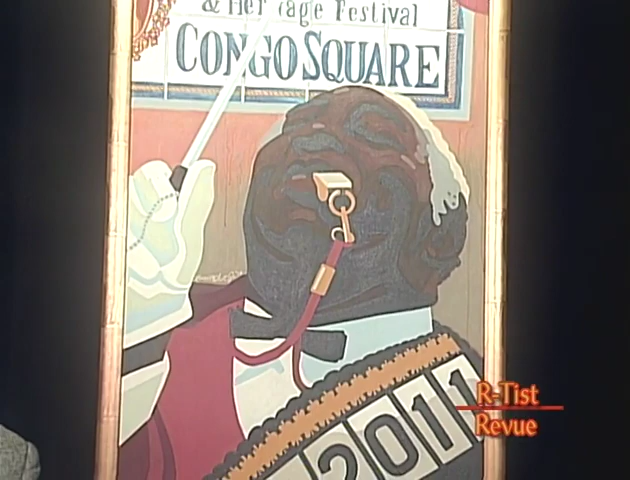 & Heritage Festival
CONGO SQUARE
2011
R-Tist
Revue